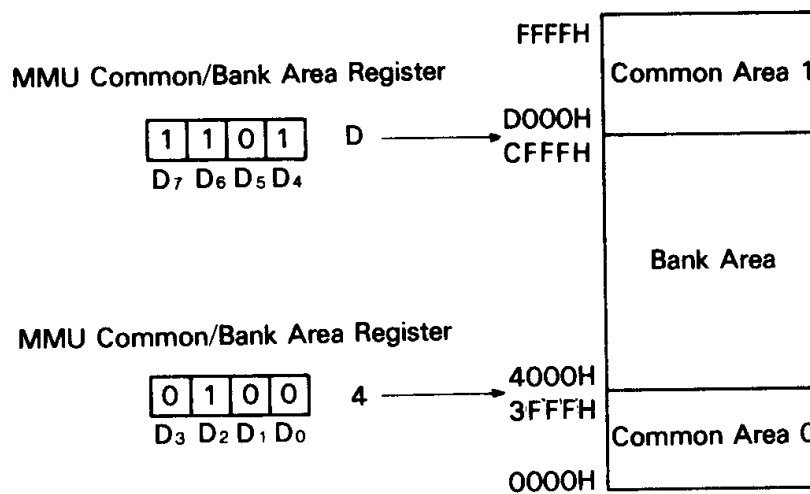 FFFFH
MMU Common/Bank Area Register
Common Area 1
1 1 0 1 D
D000H
CFFFH
D7 D6 D5 D4
Bank Area
MMU Common/Bank Area Register
4000H
0 1 0 0 4
3FFFH
D3 D2 D1 D0
Common Area 0
0000H